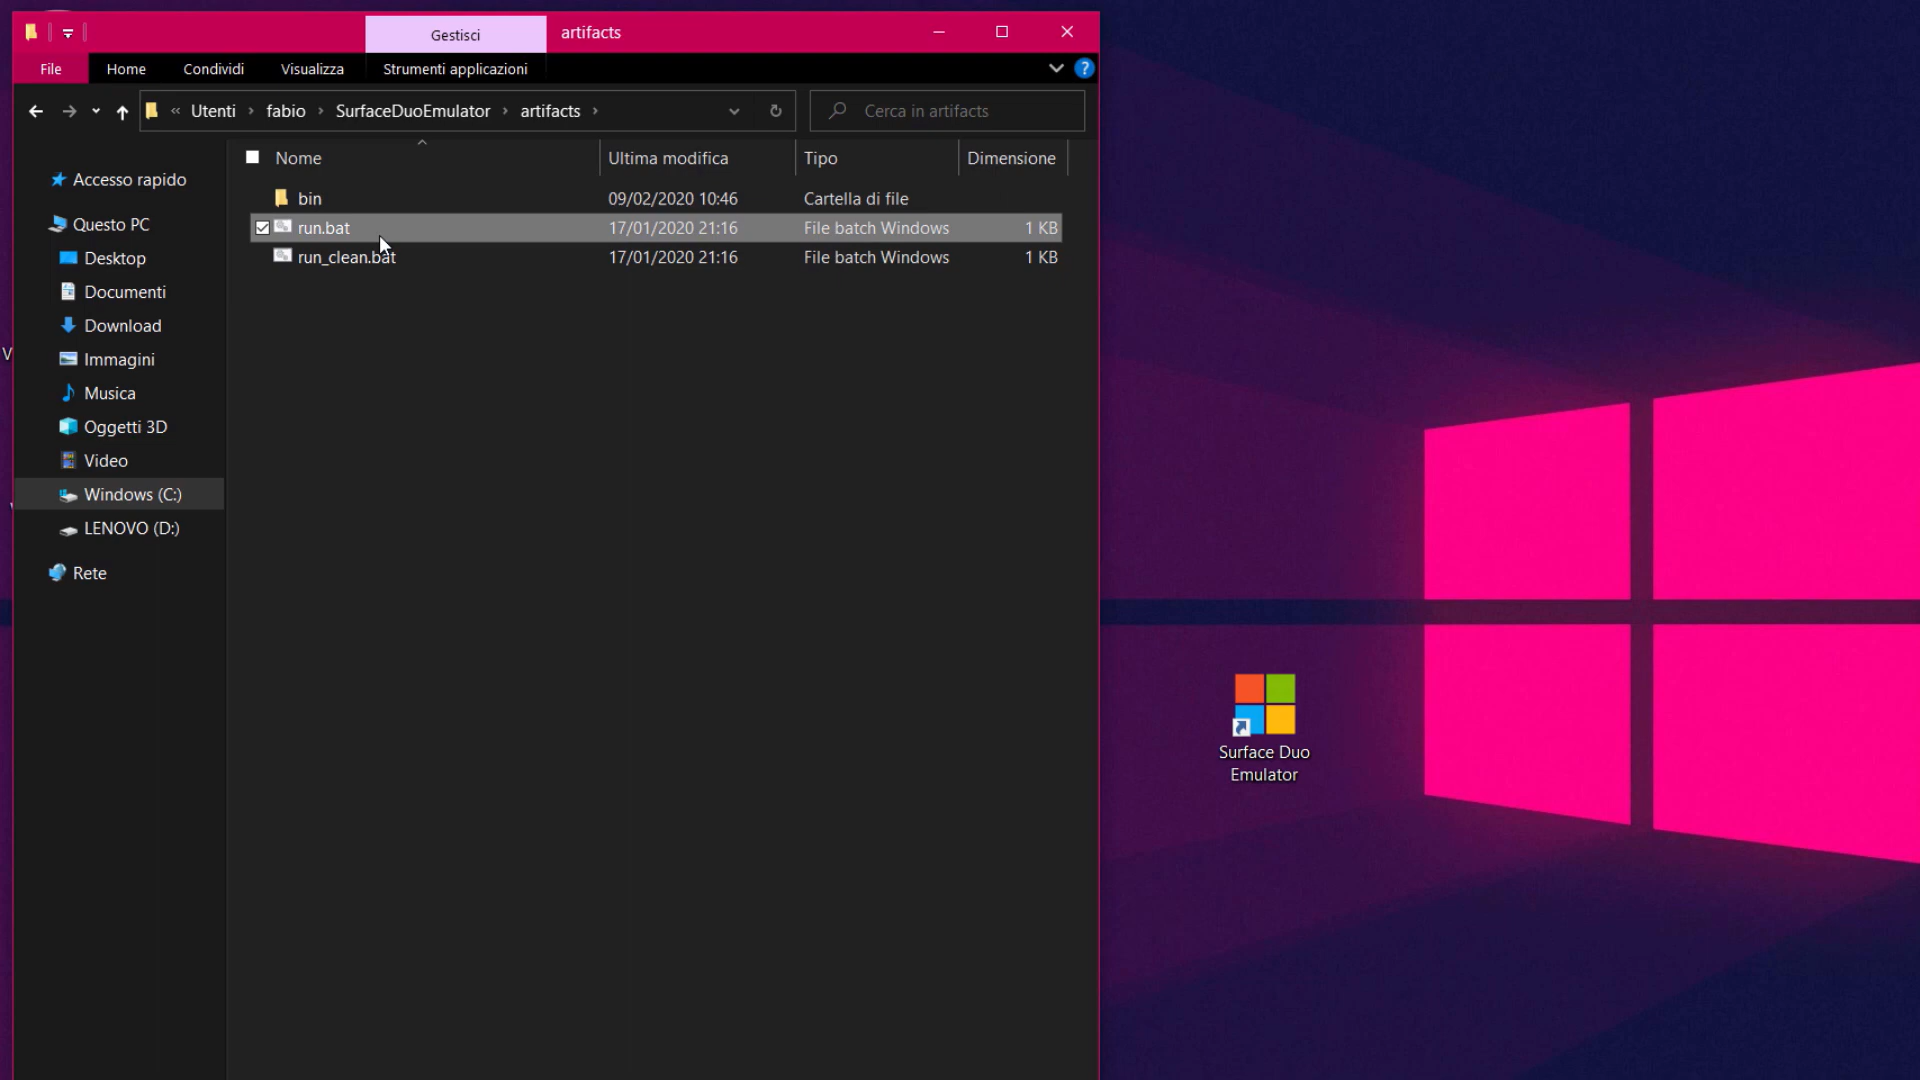 Gestisci
artifacts
File
Home
Condividi
Visualizza
Strumenti applicazioni
?
« Utenti › fabio › SurfaceDuoEmulator › artifacts ›
Cerca in artifacts
Nome
Ultima modifica
Tipo
Dimensione
bin 09/02/2020 10:46 Cartella di file
run.bat 17/01/2020 21:16 File batch Windows 1 KB
run_clean.bat 17/01/2020 21:16 File batch Windows 1 KB
Accesso rapido
Questo PC
Desktop
Documenti
Download
Immagini
Musica
Oggetti 3D
Video
Windows (C:)
LENOVO (D:)
Rete
V
Surface Duo
Emulator